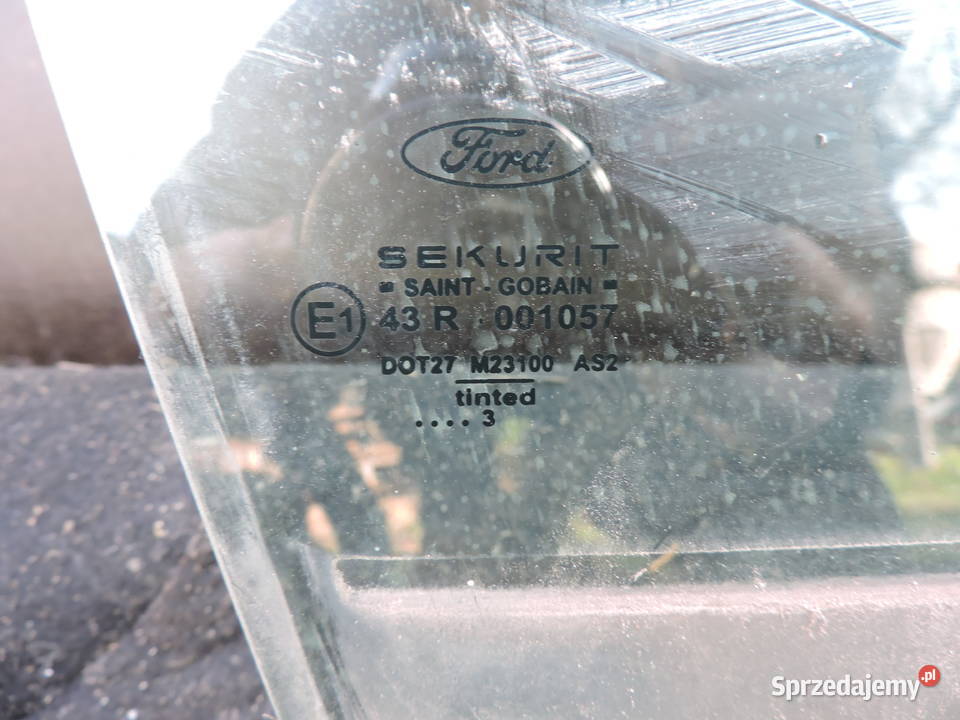 Ford
SEKURIT
SAINT - GOBAIN
E1 43 R - 001057
DOT27 M23100 AS2
tinted
.... 3
Sprzedajemy.pl